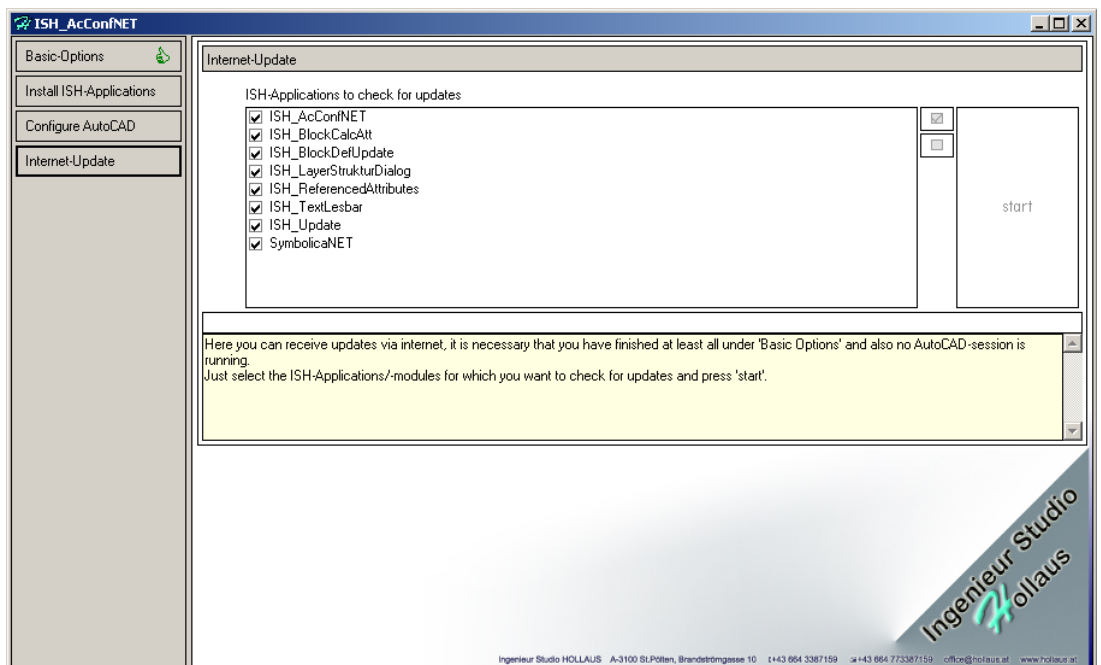 ISH_AcConfNET
Basic-Options
Install ISH-Applications
Configure AutoCAD
Internet-Update
Internet-Update
ISH-Applications to check for updates
ISH_AcConfNET
ISH_BlockCalcAtt
ISH_BlockDefUpdate
ISH_LayerStrukturDialog
ISH_ReferencedAttributes
ISH_TextLesbar
ISH_Update
SymbolicaNET
start
Here you can receive updates via internet, it is necessary that you have finished at least all under 'Basic Options' and also no AutoCAD-session is
running.
Just select the ISH-Applications/-modules for which you want to check for updates and press 'start'.
Ingenieur Studio
Hollaus
Ingenieur Studio HOLLAUS A-3100 St.Pölten, Brandströmgasse 10 +43 664 3387159 +43 664 773387159 office@hollaus.at www.hollaus.at